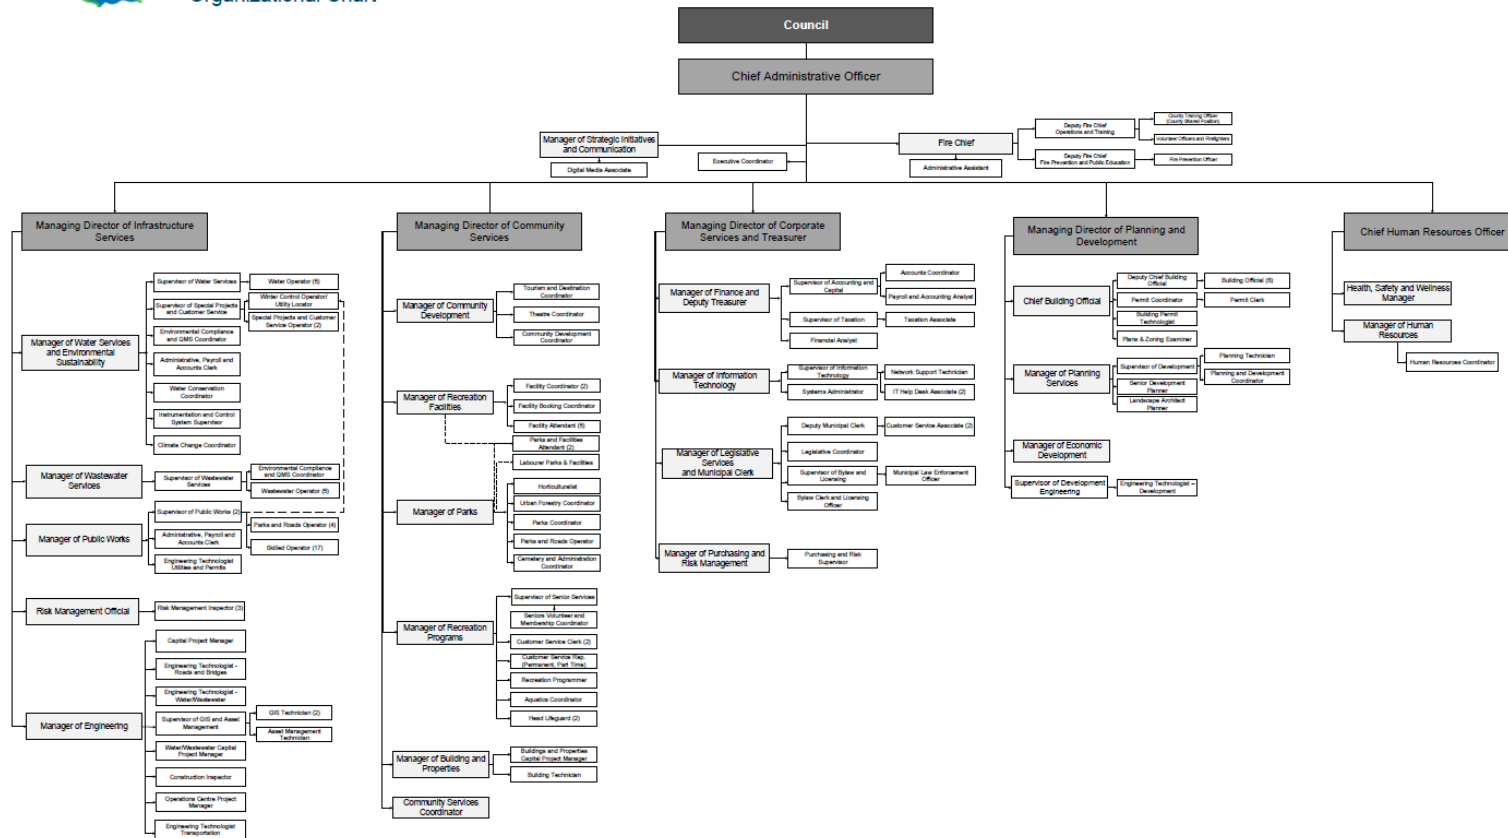 Organizational Chart
Council
Chief Administrative Officer
Manager of Strategic Initiatives
and Communication
Digital Media Associate
Executive Coordinator
Fire Chief
Administrative Assistant
Deputy Fire Chief
Operations and Training
County Training Officer
(County Shared Position)
Volunteer Officers and Firefighters
Deputy Fire Chief
Fire Prevention and Public Education
Fire Prevention Officer
Managing Director of Infrastructure
Services
Manager of Water Services
and Environmental
Sustainability
Supervisor of Water Services
Water Operator (5)
Supervisor of Special Projects
and Customer Service
Winter Control Operator/
Utility Locator
Special Projects and Customer
Service Operator (2)
Environmental Compliance
and QMS Coordinator
Administrative, Payroll and
Accounts Clerk
Water Conservation
Coordinator
Instrumentation and Control
System Supervisor
Climate Change Coordinator
Manager of Wastewater
Services
Supervisor of Wastewater
Services
Environmental Compliance
and QMS Coordinator
Wastewater Operator (5)
Manager of Public Works
Supervisor of Public Works (2)
Parks and Roads Operator (4)
Skilled Operator (17)
Administrative, Payroll and
Accounts Clerk
Engineering Technologist
Utilities and Permits
Risk Management Official
Risk Management Inspector (3)
Manager of Engineering
Capital Project Manager
Engineering Technologist -
Roads and Bridges
Engineering Technologist -
Water/Wastewater
Supervisor of GIS and Asset
Management
GIS Technician (2)
Asset Management
Technician
Water/Wastewater Capital
Project Manager
Construction Inspector
Operations Centre Project
Manager
Engineering Technologist
Transportation
Managing Director of Community
Services
Manager of Community
Development
Tourism and Destination
Coordinator
Theatre Coordinator
Community Development
Coordinator
Manager of Recreation
Facilities
Facility Coordinator (2)
Facility Booking Coordinator
Facility Attendant (5)
Parks and Facilities
Attendant (2)
Labourer Parks & Facilities
Manager of Parks
Horticulturalist
Urban Forestry Coordinator
Parks Coordinator
Parks and Roads Operator
Cemetery and Administration
Coordinator
Manager of Recreation
Programs
Supervisor of Senior Services
Seniors Volunteer and
Membership Coordinator
Customer Service Clerk (2)
Customer Service Rep.
(Permanent, Part Time)
Recreation Programmer
Aquatics Coordinator
Head Lifeguard (2)
Manager of Building and
Properties
Buildings and Properties
Capital Project Manager
Building Technician
Community Services
Coordinator
Managing Director of Corporate
Services and Treasurer
Manager of Finance and
Deputy Treasurer
Supervisor of Accounting and
Capital
Accounts Coordinator
Payroll and Accounting Analyst
Supervisor of Taxation
Taxation Associate
Financial Analyst
Manager of Information
Technology
Supervisor of Information
Technology
Network Support Technician
Systems Administrator
IT Help Desk Associate (2)
Manager of Legislative
Services
and Municipal Clerk
Deputy Municipal Clerk
Customer Service Associate (2)
Legislative Coordinator
Supervisor of Bylaw and
Licensing
Municipal Law Enforcement
Officer
Bylaw Clerk and Licensing
Officer
Manager of Purchasing and
Risk Management
Purchasing and Risk
Supervisor
Managing Director of Planning and
Development
Chief Building Official
Deputy Chief Building
Official
Building Official (6)
Permit Coordinator
Permit Clerk
Building Permit
Technologist
Plans & Zoning Examiner
Manager of Planning
Services
Supervisor of Development
Planning Technician
Planning and Development
Coordinator
Senior Development
Planner
Landscape Architect
Planner
Manager of Economic
Development
Supervisor of Development
Engineering
Engineering Technologist –
Development
Chief Human Resources Officer
Health, Safety and Wellness
Manager
Manager of Human
Resources
Human Resources Coordinator